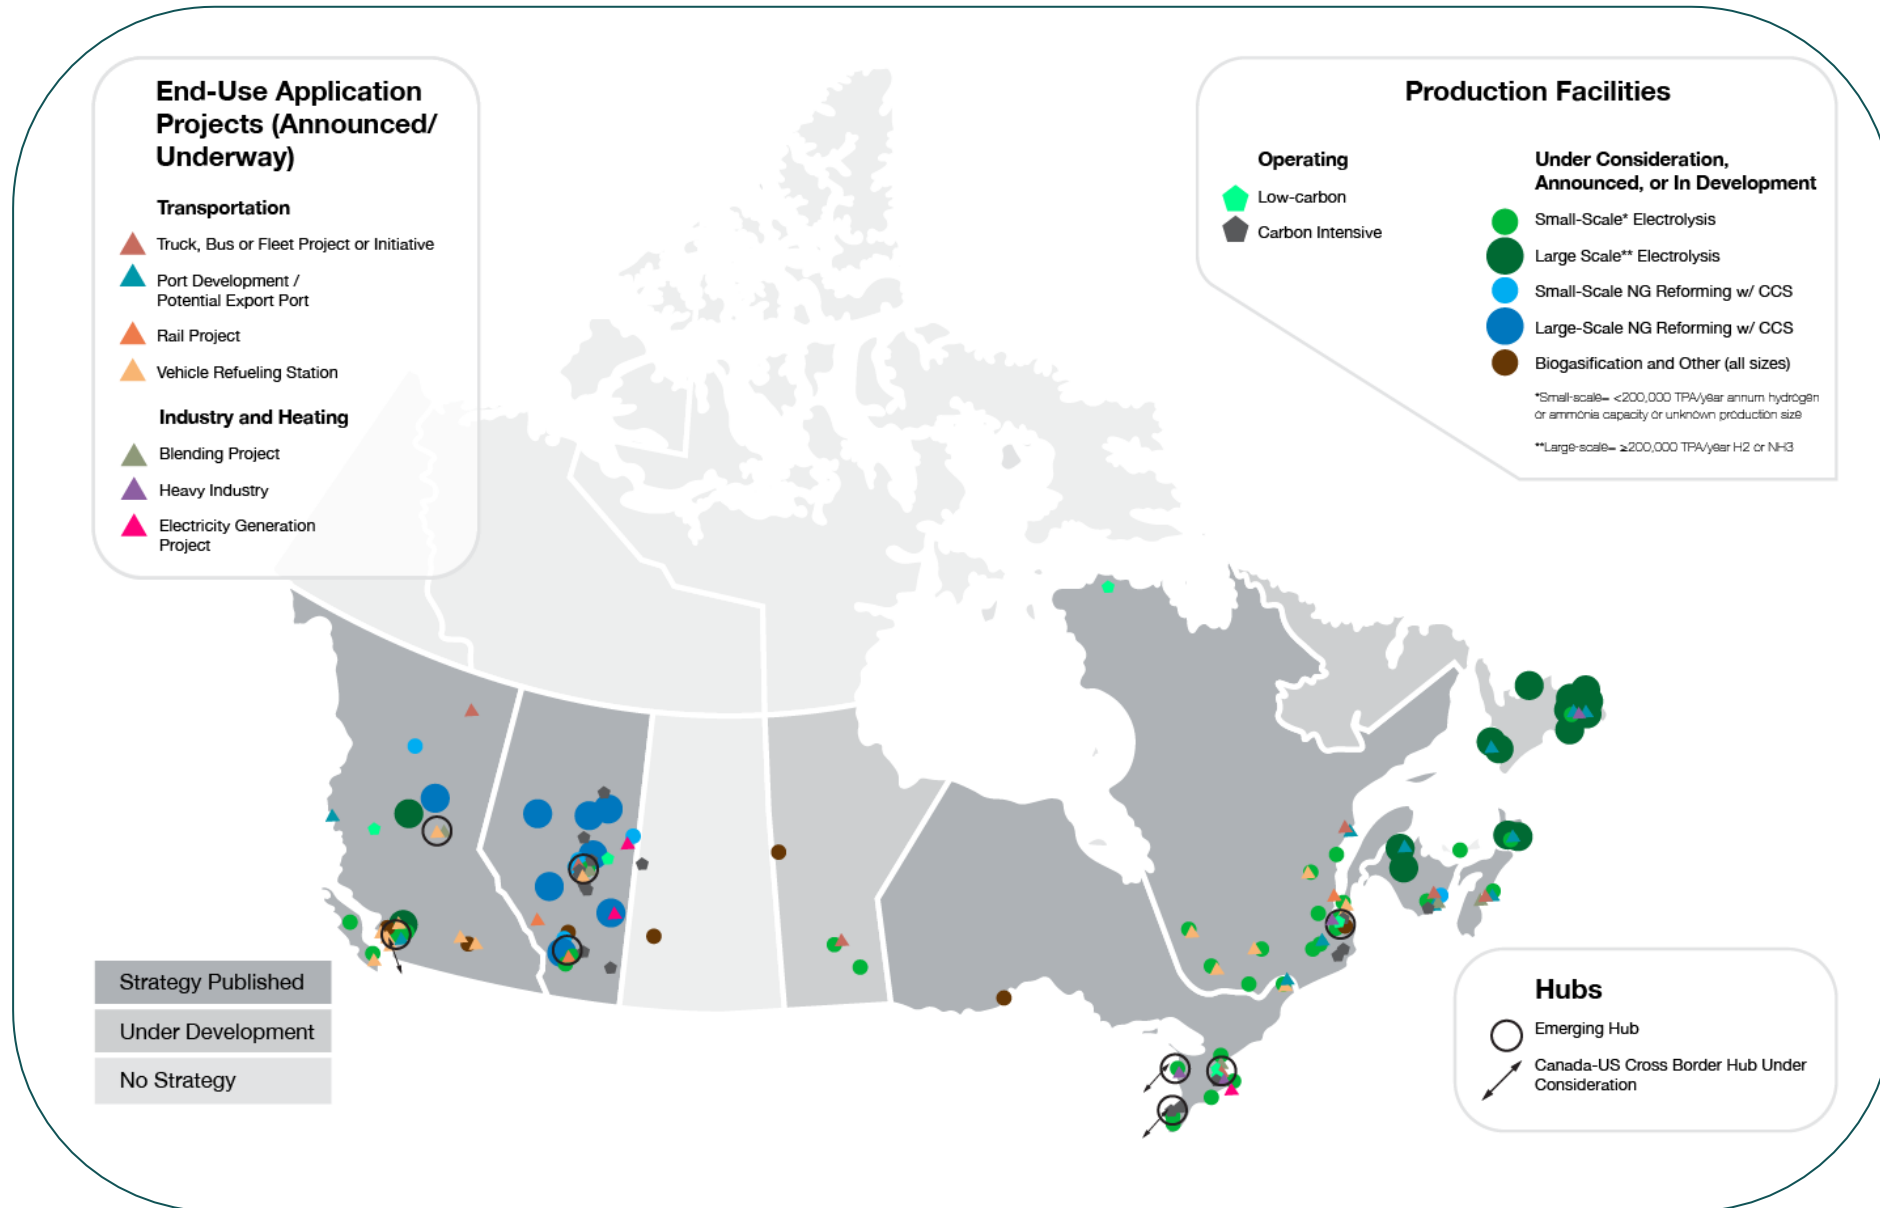 End-Use Application
Projects (Announced/
Underway)
Transportation
Truck, Bus or Fleet Project or Initiative
Port Development /
Potential Export Port
Rail Project
Vehicle Refueling Station
Industry and Heating
Blending Project
Heavy Industry
Electricity Generation
Project
Production Facilities
Operating
Low-carbon
Carbon Intensive
Under Consideration,
Announced, or In Development
Small-Scale* Electrolysis
Large Scale** Electrolysis
Small-Scale NG Reforming w/ CCS
Large-Scale NG Reforming w/ CCS
Biogasification and Other (all sizes)
*Small-scale= <200,000 TPA/year annum hydrogen
or ammonia capacity or unknown production size
**Large-scale= ≥200,000 TPA/year H2 or NH3
Strategy Published
Under Development
No Strategy
Hubs
Emerging Hub
Canada-US Cross Border Hub Under
Consideration